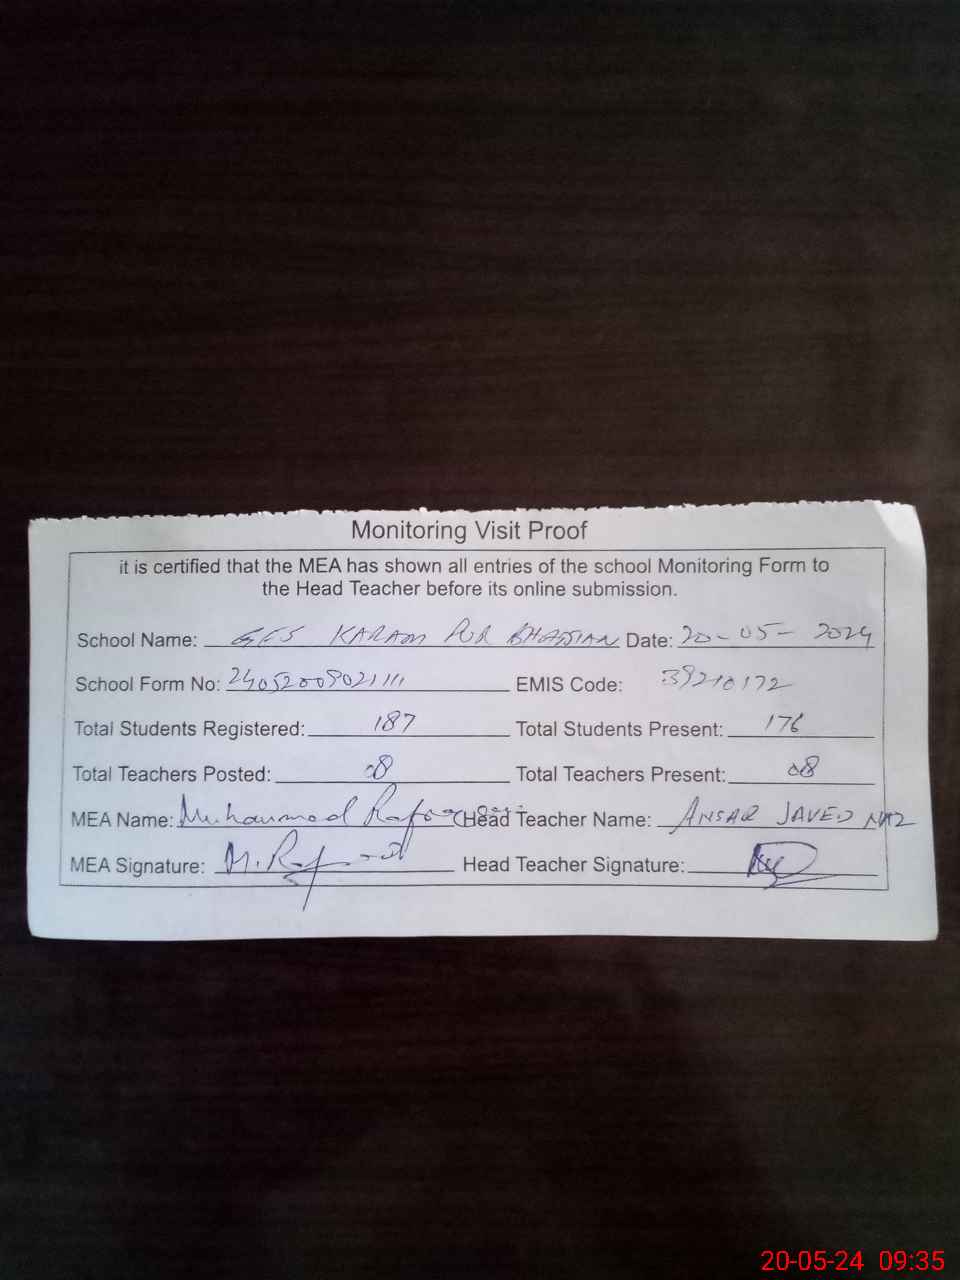 Monitoring Visit Proof
it is certified that the MEA has shown all entries of the school Monitoring Form to
the Head Teacher before its online submission.
School Name: GES KARAM PUR BHATTIAN Date: 20-05-2024
School Form No: EMIS Code: 39210172
Total Students Registered: 187 Total Students Present: 176
Total Teachers Posted: 08 Total Teachers Present: 08
MEA Name: Muhammad Head Teacher Name: ANSAR JAVED NAZ
MEA Signature: Head Teacher Signature:
20-05-24 09:35